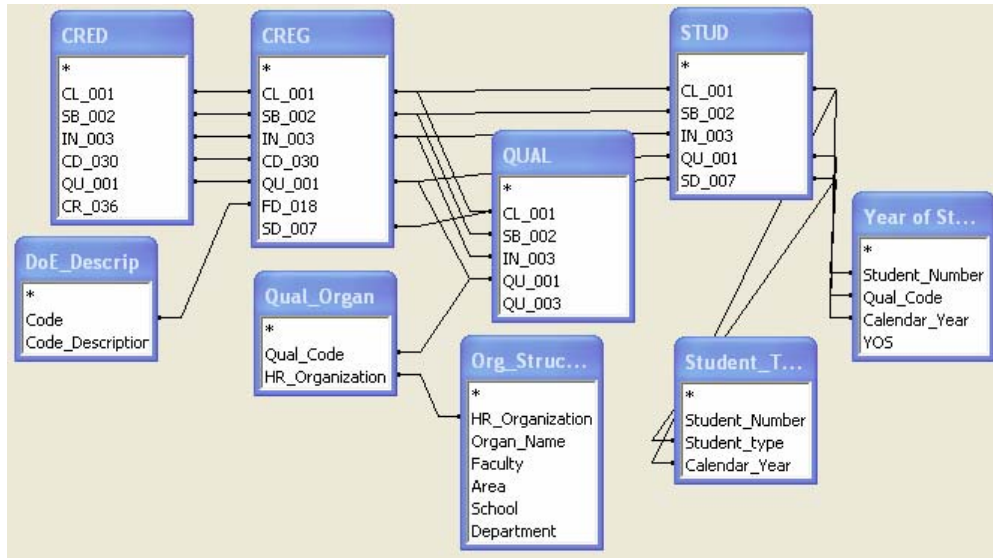 CRED
*
CL_001
SB_002
IN_003
CD_030
QU_001
CR_036
CREG
*
CL_001
SB_002
IN_003
CD_030
QU_001
FD_018
SD_007
STUD
*
CL_001
SB_002
IN_003
QU_001
SD_007
QUAL
*
CL_001
SB_002
IN_003
QU_001
QU_003
Year of St...
*
Student_Number
Qual_Code
Calendar_Year
YOS
DoE_Descrip
*
Code
Code_Description
Qual_Organ
*
Qual_Code
HR_Organization
Org_Struc...
*
HR_Organization
Organ_Name
Faculty
Area
School
Department
Student_T...
*
Student_Number
Student_type
Calendar_Year